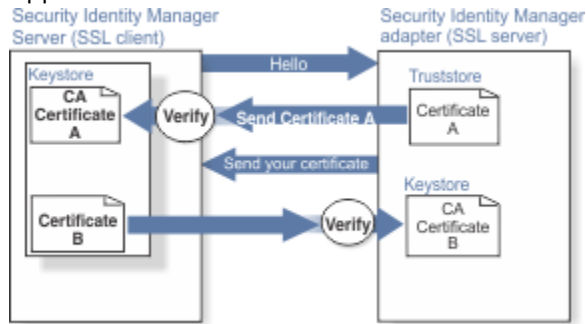 Security Identity Manager
Server (SSL client)
Security Identity Manager
adapter (SSL server)
Hello
Keystore
CA
Certificate
A
Verify
Send Certificate A
Truststore
Certificate
A
Send your certificate
Certificate
B
Verify
Keystore
CA
Certificate
B